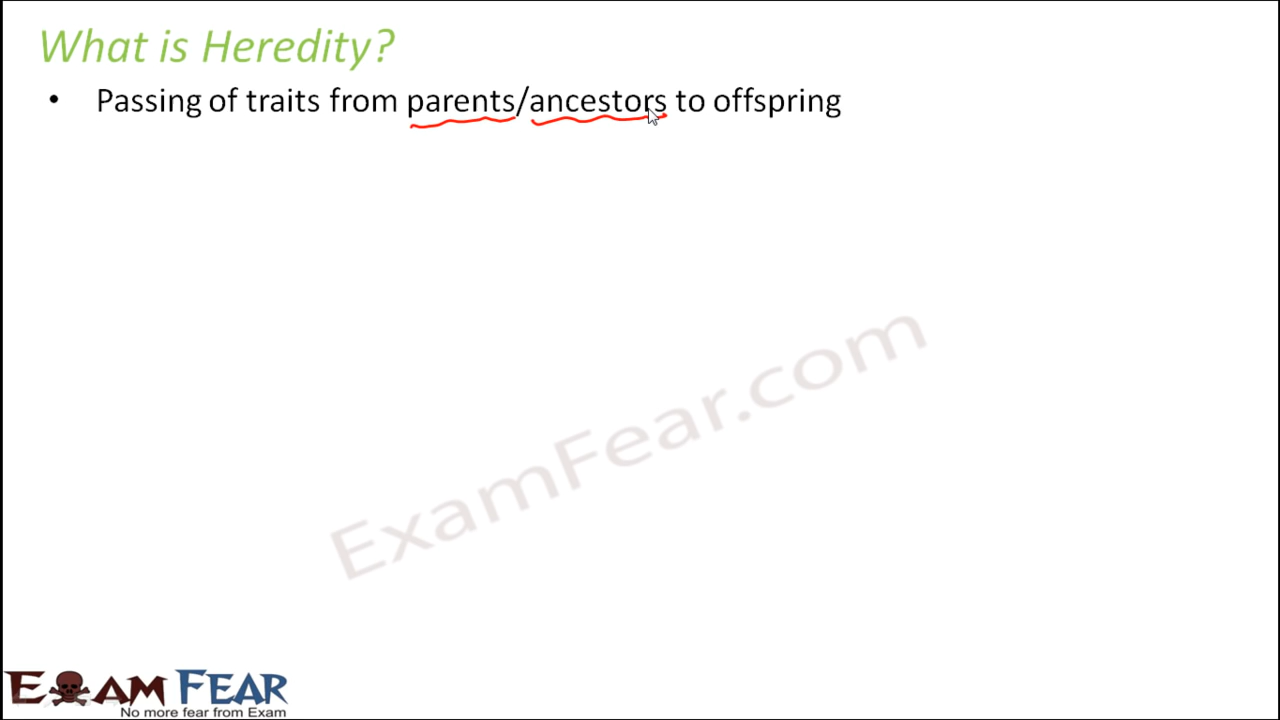 What is Heredity?
• Passing of traits from parents/ancestors to offspring
ExamFear.com
EXAM FEAR
No more fear from Exam